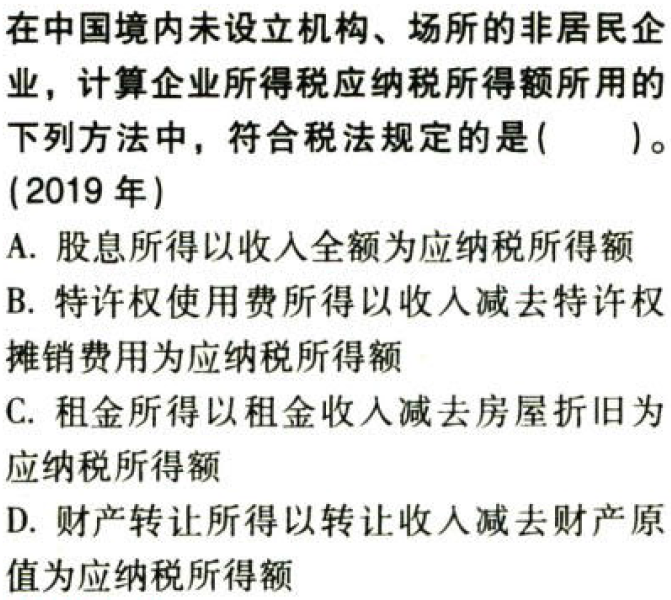 在中国境内未设立机构、场所的非居民企
业，计算企业所得税应纳税所得额所用的
下列方法中，符合税法规定的是(　　)。
(2019 年)
A. 股息所得以收入全额为应纳税所得额
B. 特许权使用费所得以收入减去特许权
摊销费用为应纳税所得额
C. 租金所得以租金收入减去房屋折旧为
应纳税所得额
D. 财产转让所得以转让收入减去财产原
值为应纳税所得额